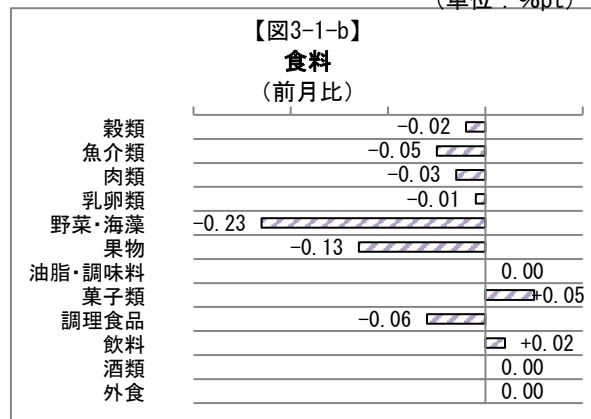 (単位：%pt)
【図3-1-b】
食料
(前月比)
穀類 -0.02
魚介類 -0.05
肉類 -0.03
乳卵類 -0.01
野菜・海藻 -0.23
果物 -0.13
油脂・調味料 0.00
菓子類 +0.05
調理食品 -0.06
飲料 +0.02
酒類 0.00
外食 0.00